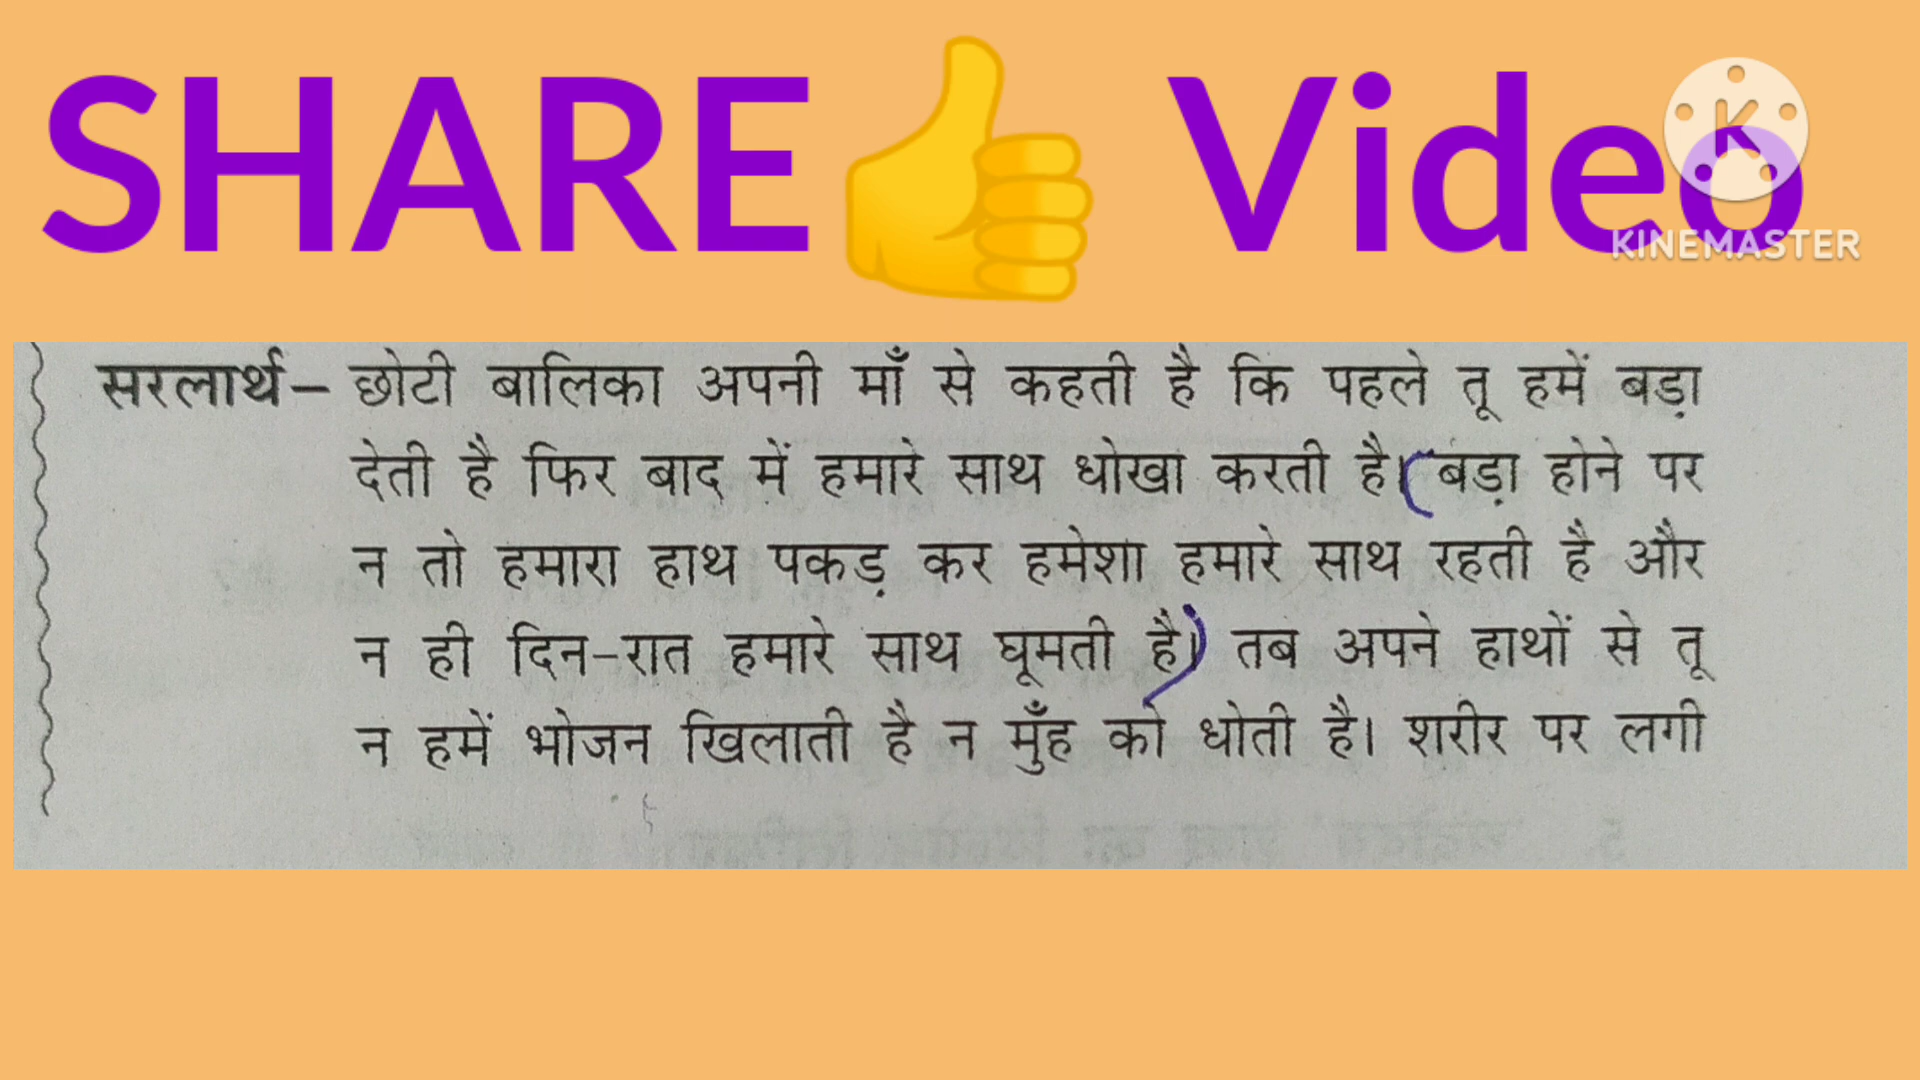 SHARE Video
K
KINEMASTER
सरलार्थ– छोटी बालिका अपनी माँ से कहती है कि पहले तू हमें बड़ा
देती है फिर बाद में हमारे साथ धोखा करती है। (बड़ा होने पर
न तो हमारा हाथ पकड़ कर हमेशा हमारे साथ रहती है और
न ही दिन-रात हमारे साथ घूमती है।) तब अपने हाथों से तू
न हमें भोजन खिलाती है न मुँह को धोती है। शरीर पर लगी